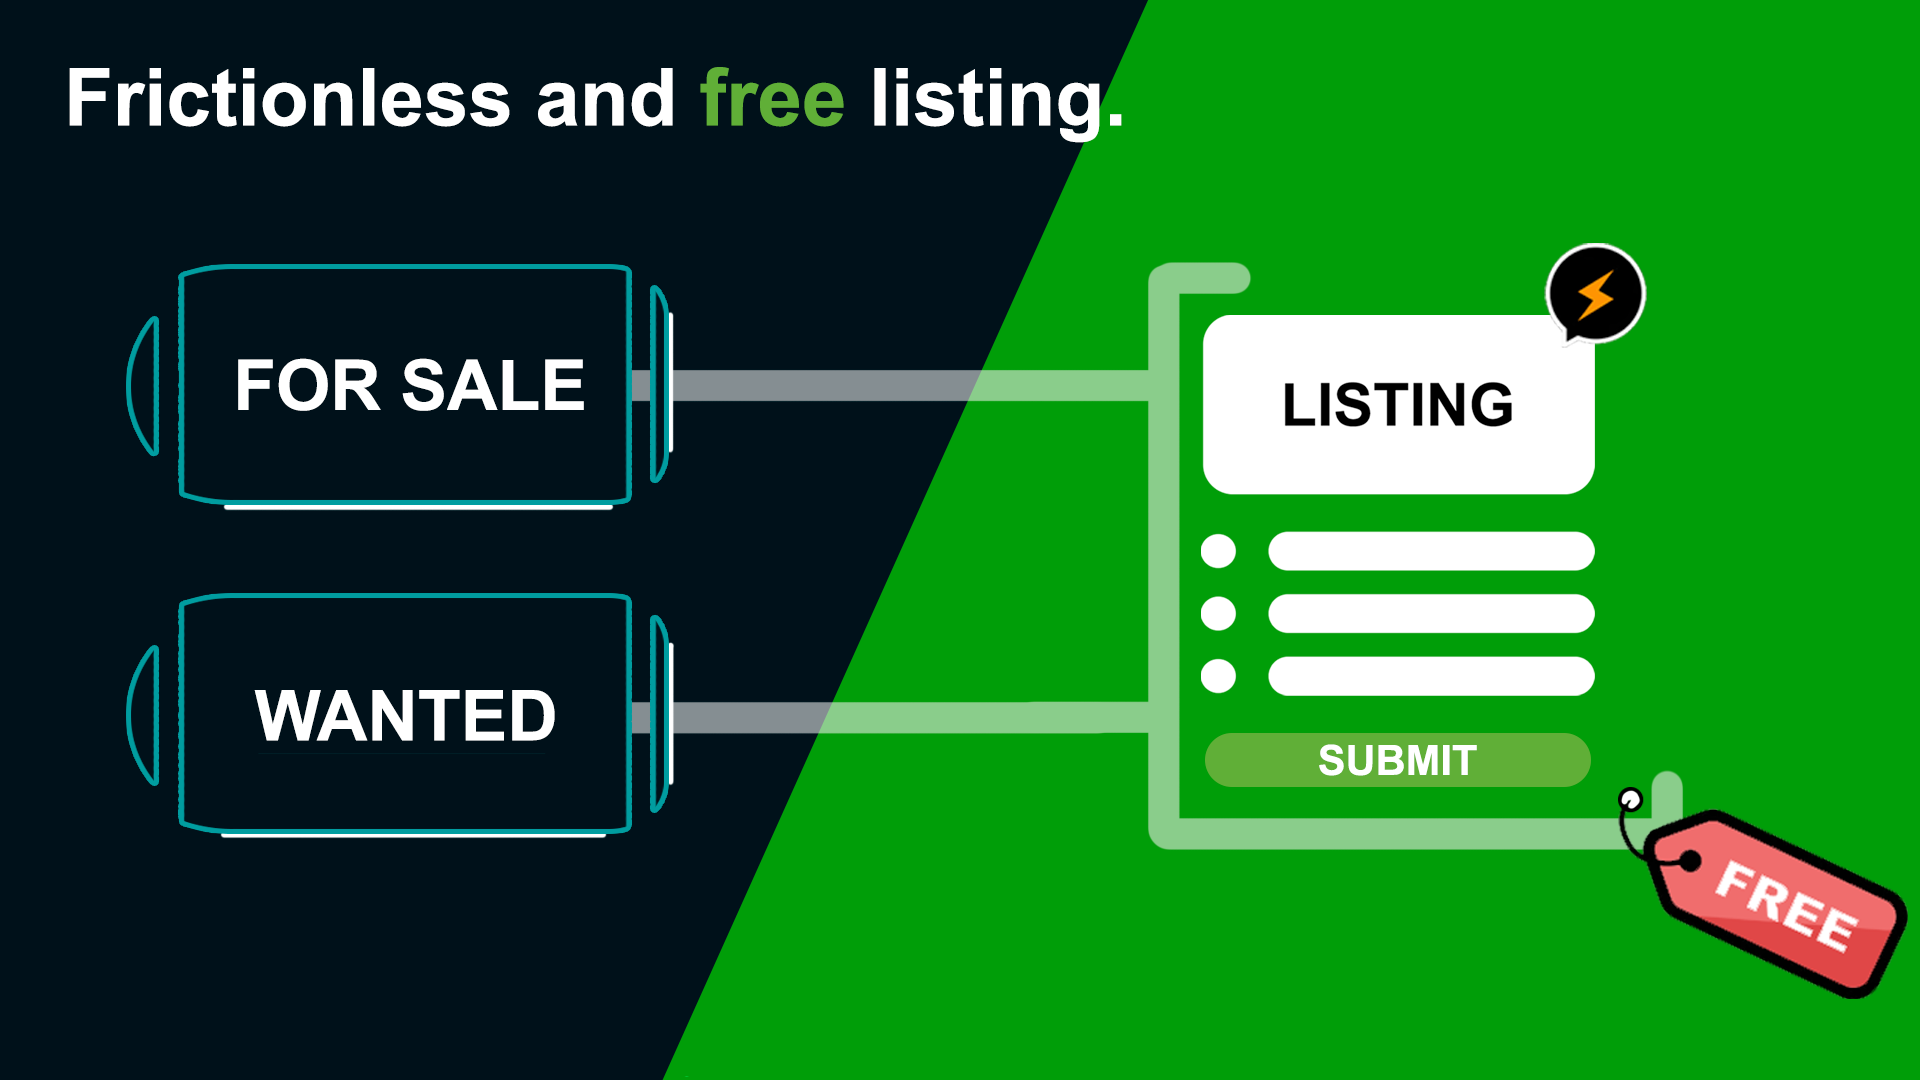 Frictionless and free listing.
FOR SALE
LISTING
WANTED
SUBMIT
FREE